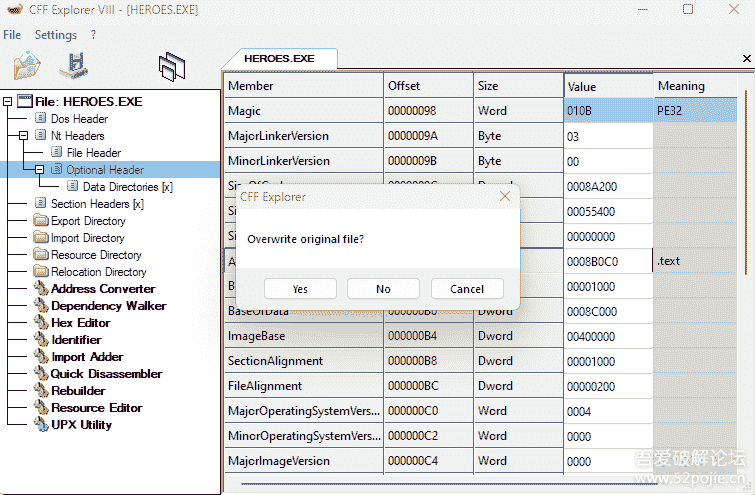 CFF Explorer VIII - [HEROES.EXE]
File Settings ?
HEROES.EXE
File: HEROES.EXE
Dos Header
Nt Headers
File Header
Optional Header
Data Directories [x]
Section Headers [x]
Export Directory
Import Directory
Resource Directory
Relocation Directory
Address Converter
Dependency Walker
Hex Editor
Identifier
Import Adder
Quick Disassembler
Rebuilder
Resource Editor
UPX Utility
Member Offset Size Value Meaning
Magic 00000098 Word 010B PE32
MajorLinkerVersion 0000009A Byte 03
MinorLinkerVersion 0000009B Byte 00
0008A200
00055400
00000000
0008B0C0 .text
00001000
BaseOfData 000000B0 Dword 0008C000
ImageBase 000000B4 Dword 00400000
SectionAlignment 000000B8 Dword 00001000
FileAlignment 000000BC Dword 00000200
MajorOperatingSystemVers... 000000C0 Word 0004
MinorOperatingSystemVers... 000000C2 Word 0000
MajorImageVersion 000000C4 Word 0000
CFF Explorer
Overwrite original file?
Yes No Cancel
吾爱破解论坛
www.52pojie.cn